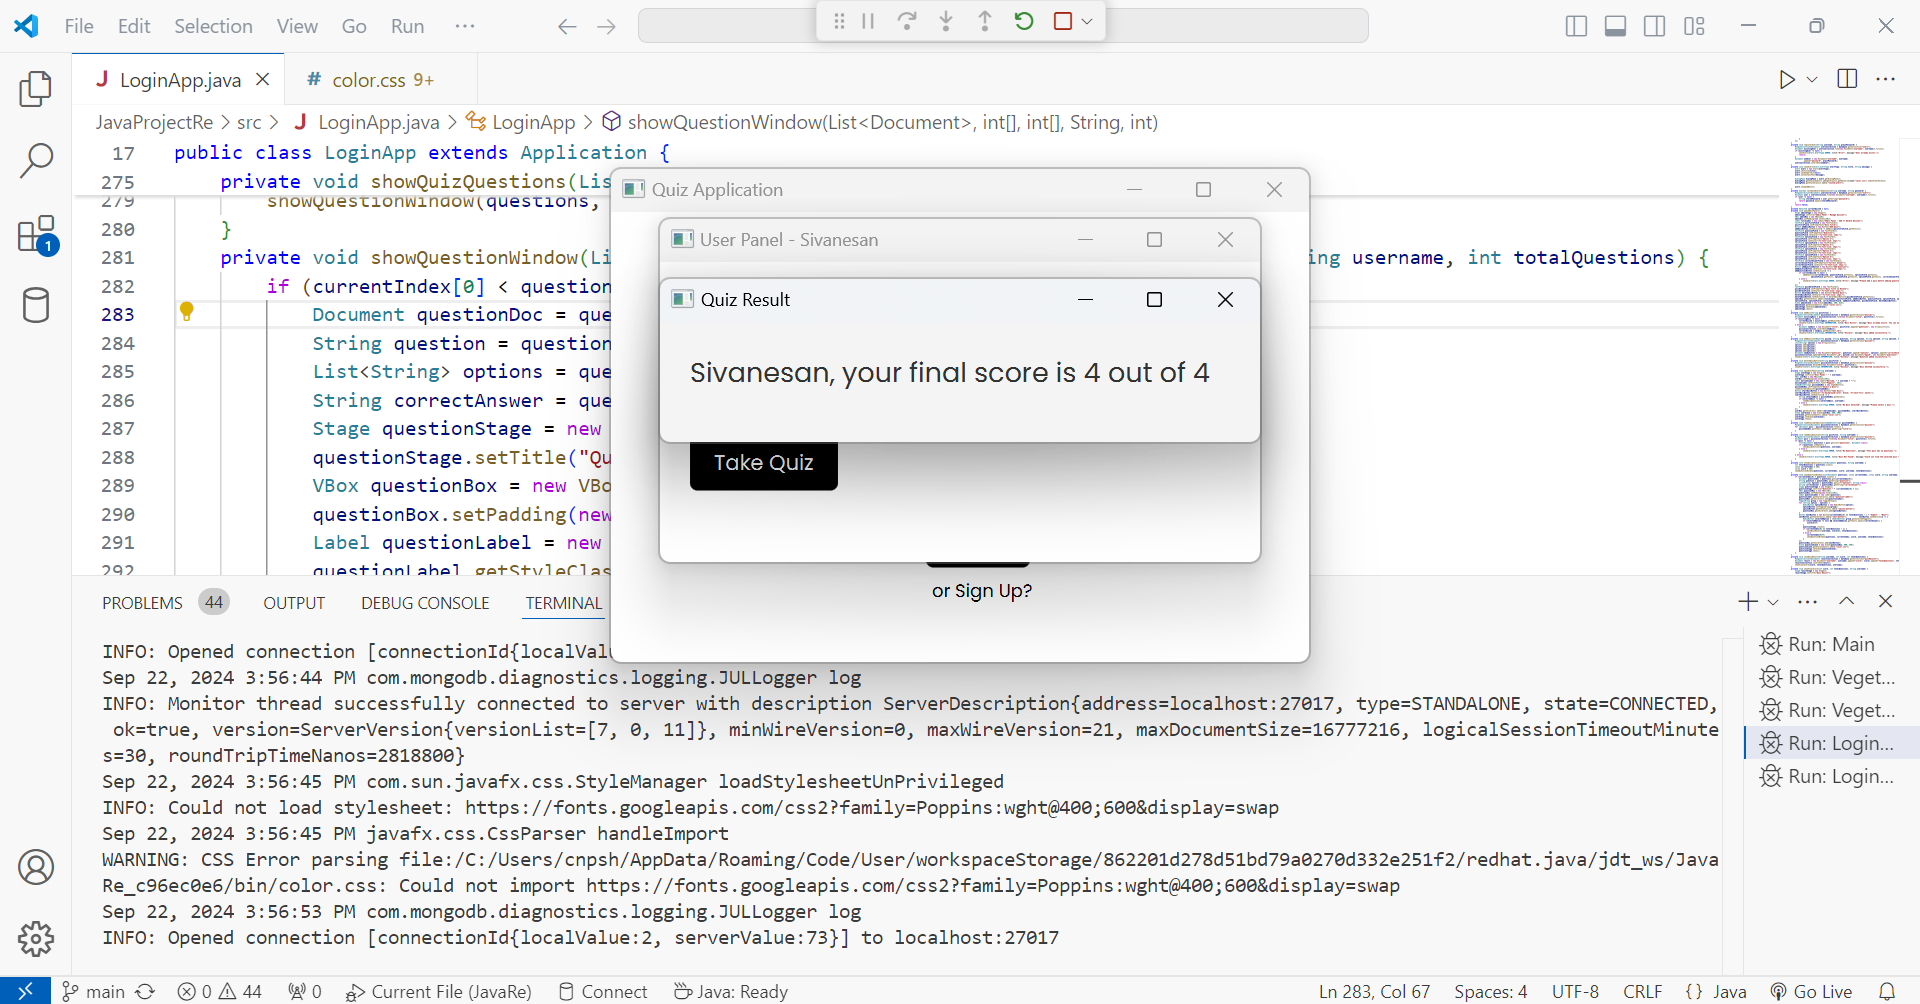 File Edit Selection View Go Run ···
J LoginApp.java
# color.css 9+
JavaProjectRe > src > J LoginApp.java > LoginApp > showQuestionWindow(List<Document>, int[], int[], String, int)
17 public class LoginApp extends Application {
275 private void showQuizQuestions(Lis
279 showQuestionWindow(questions,
280 }
281 private void showQuestionWindow(Li
ing username, int totalQuestions) {
282 if (currentIndex[0] < question
283 Document questionDoc = que
284 String question = question
285 List<String> options = que
286 String correctAnswer = que
287 Stage questionStage = new
288 questionStage.setTitle("Qu
289 VBox questionBox = new VBo
290 questionBox.setPadding(new
291 Label questionLabel = new
292 questionLabel.getStyleClas
Quiz Application
User Panel - Sivanesan
Quiz Result
Sivanesan, your final score is 4 out of 4
Take Quiz
or Sign Up?
1
PROBLEMS 44 OUTPUT DEBUG CONSOLE TERMINAL
INFO: Opened connection [connectionId{localValu
Sep 22, 2024 3:56:44 PM com.mongodb.diagnostics.logging.JULLogger log
INFO: Monitor thread successfully connected to server with description ServerDescription{address=localhost:27017, type=STANDALONE, state=CONNECTED,
ok=true, version=ServerVersion{versionList=[7, 0, 11]}, minWireVersion=0, maxWireVersion=21, maxDocumentSize=16777216, logicalSessionTimeoutMinute
s=30, roundTripTimeNanos=2818800}
Sep 22, 2024 3:56:45 PM com.sun.javafx.css.StyleManager loadStylesheetUnPrivileged
INFO: Could not load stylesheet: https://fonts.googleapis.com/css2?family=Poppins:wght@400;600&display=swap
Sep 22, 2024 3:56:45 PM javafx.css.CssParser handleImport
WARNING: CSS Error parsing file:/C:/Users/cnpsh/AppData/Roaming/Code/User/workspaceStorage/862201d278d51bd79a0270d332e251f2/redhat.java/jdt_ws/Java
Re_c96ec0e6/bin/color.css: Could not import https://fonts.googleapis.com/css2?family=Poppins:wght@400;600&display=swap
Sep 22, 2024 3:56:53 PM com.mongodb.diagnostics.logging.JULLogger log
INFO: Opened connection [connectionId{localValue:2, serverValue:73}] to localhost:27017
Run: Main
Run: Veget...
Run: Veget...
Run: Login...
Run: Login...
main 0 44 0 Current File (JavaRe) Connect Java: Ready
Ln 283, Col 67 Spaces: 4 UTF-8 CRLF {} Java Go Live